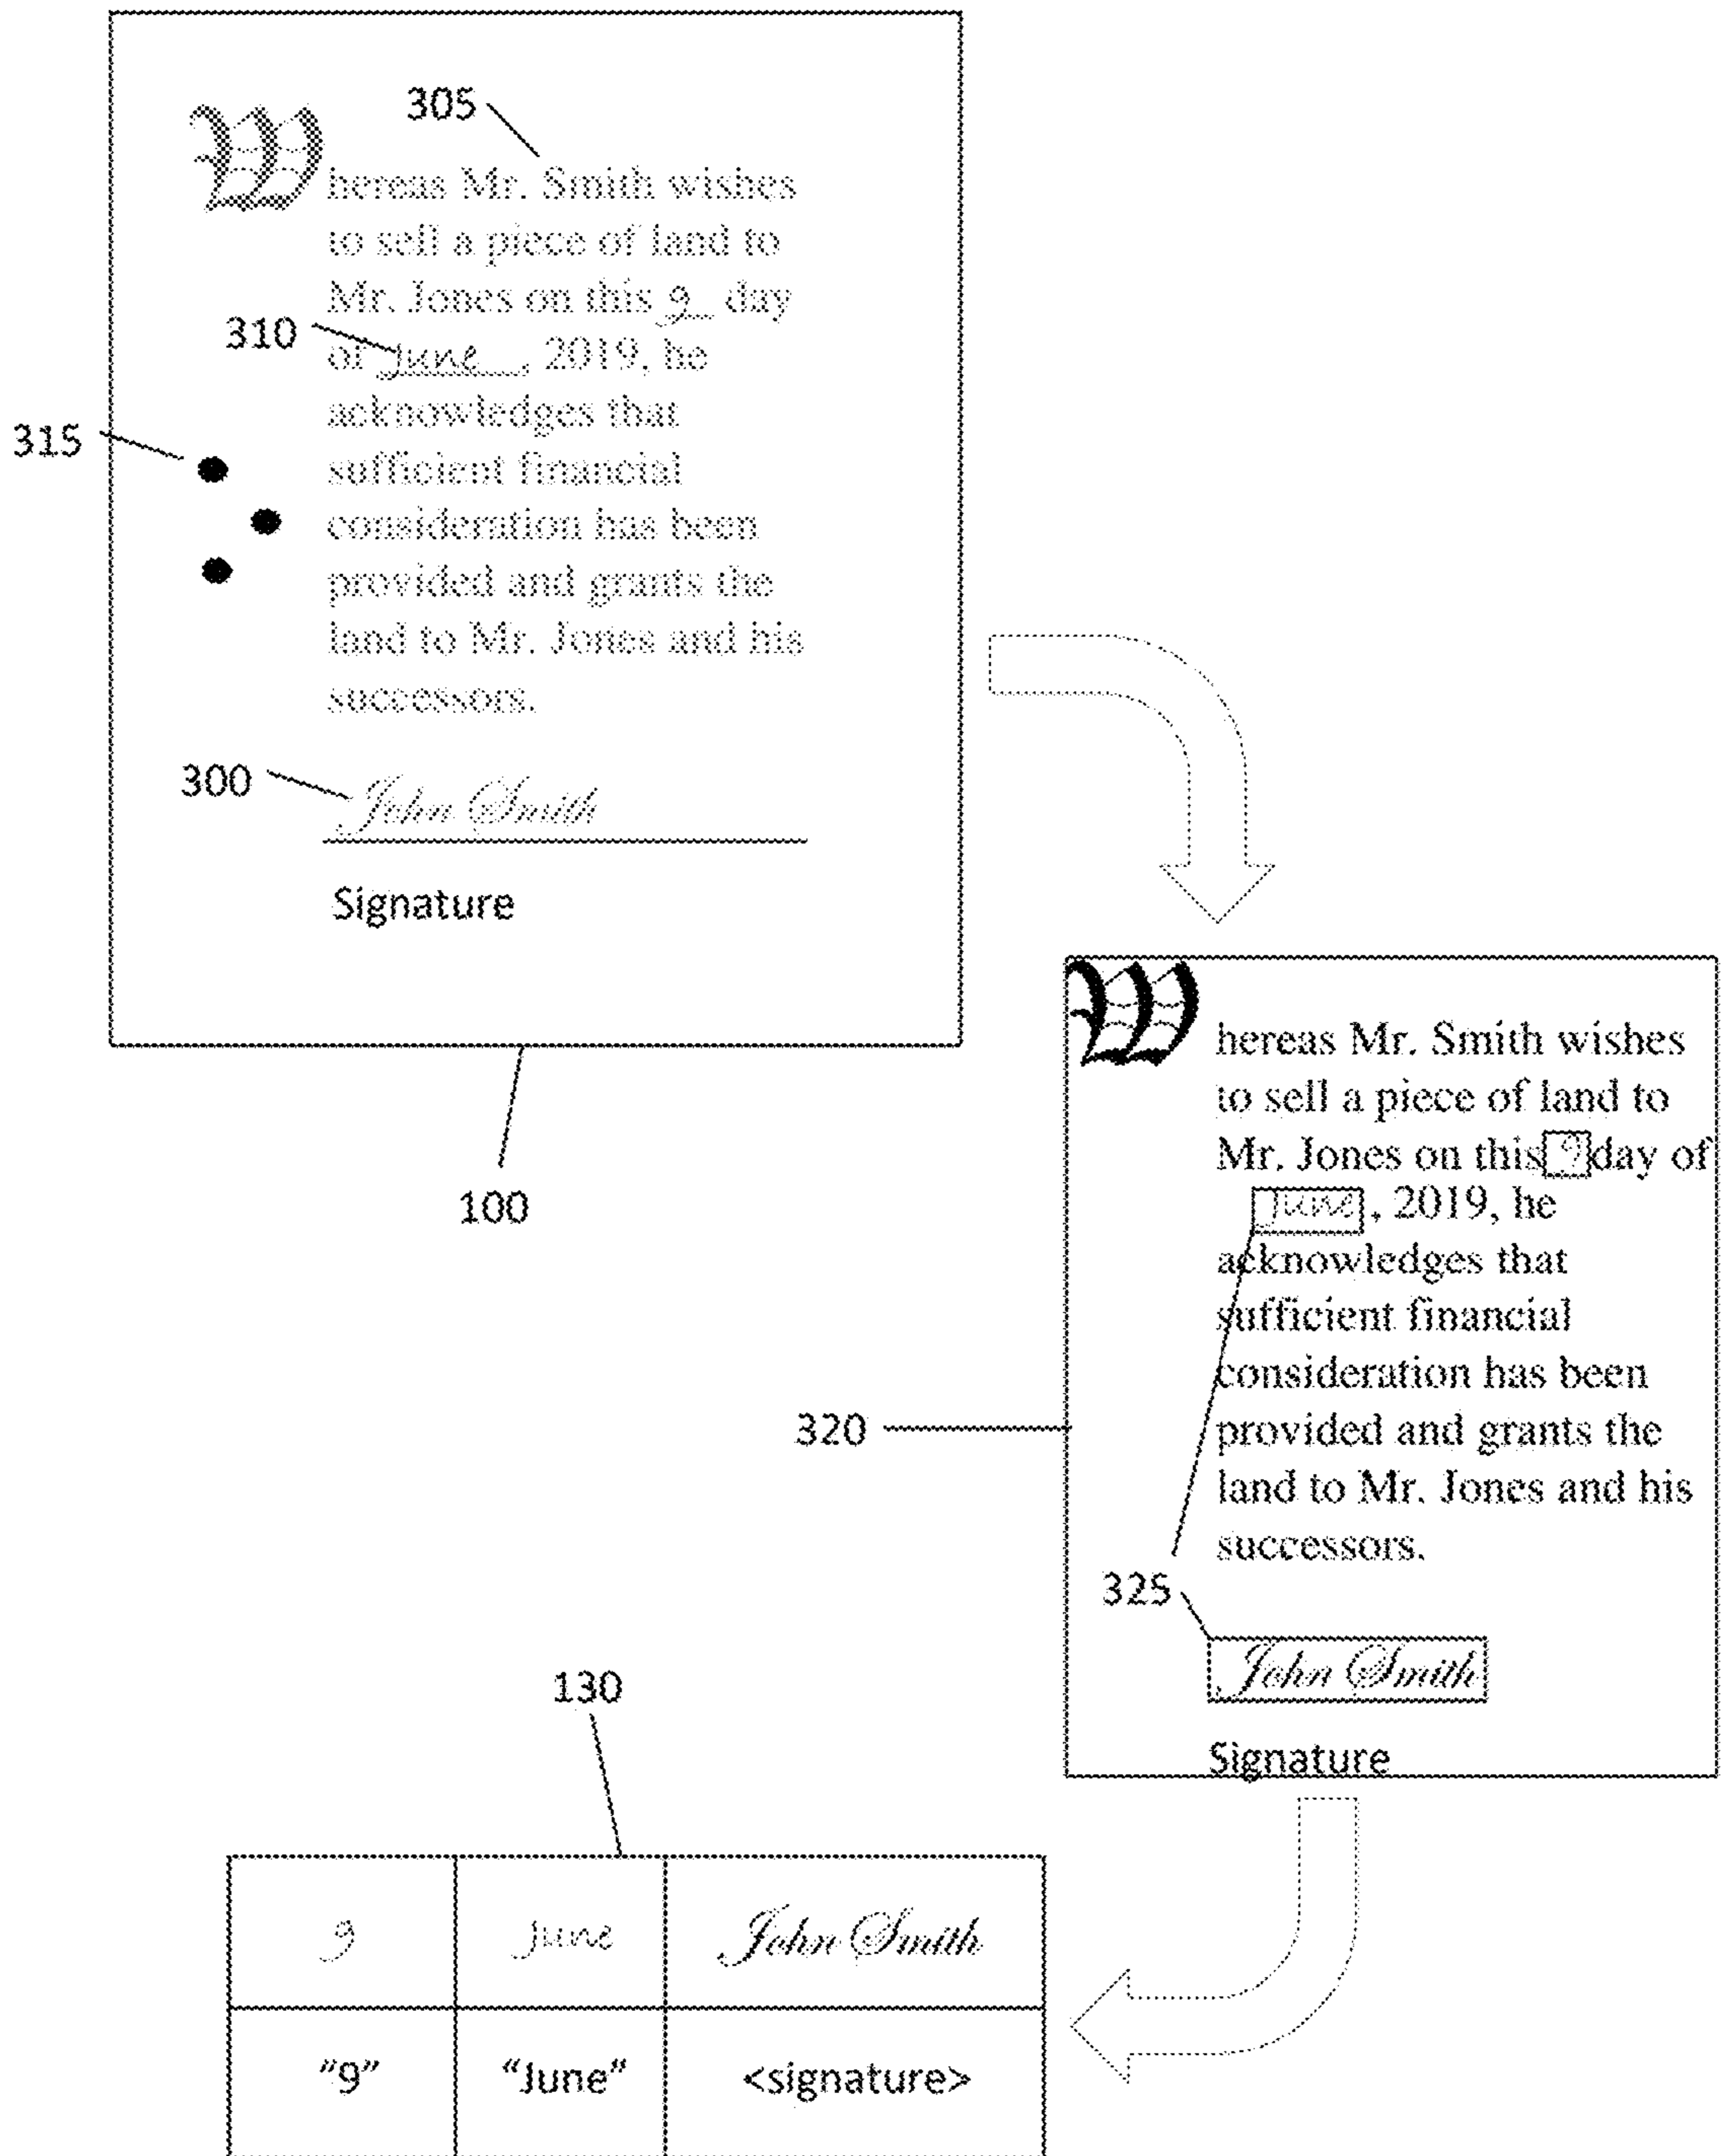 305
Whereas Mr. Smith wishes
to sell a piece of land to
Mr. Jones on this 9 day
310
of June, 2019, he
acknowledges that
315
sufficient financial
consideration has been
provided and grants the
land to Mr. Jones and his
successors.
300
John Smith
Signature
100
Whereas Mr. Smith wishes
to sell a piece of land to
Mr. Jones on this 9 day of
June, 2019, he
acknowledges that
sufficient financial
consideration has been
320
provided and grants the
land to Mr. Jones and his
successors.
325
John Smith
Signature
130
9 June John Smith
"9" "June" <signature>